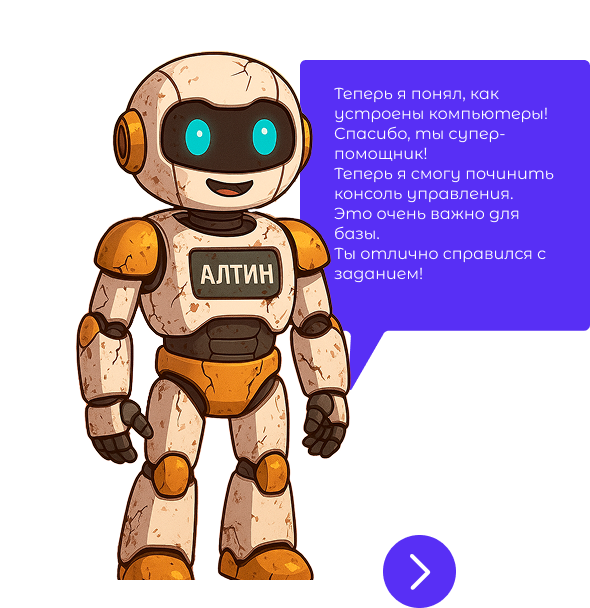 Теперь я понял, как
устроены компьютеры!
Спасибо, ты супер-
помощник!
Теперь я смогу починить
консоль управления.
Это очень важно для
базы.
Ты отлично справился с
заданием!
АЛТИН